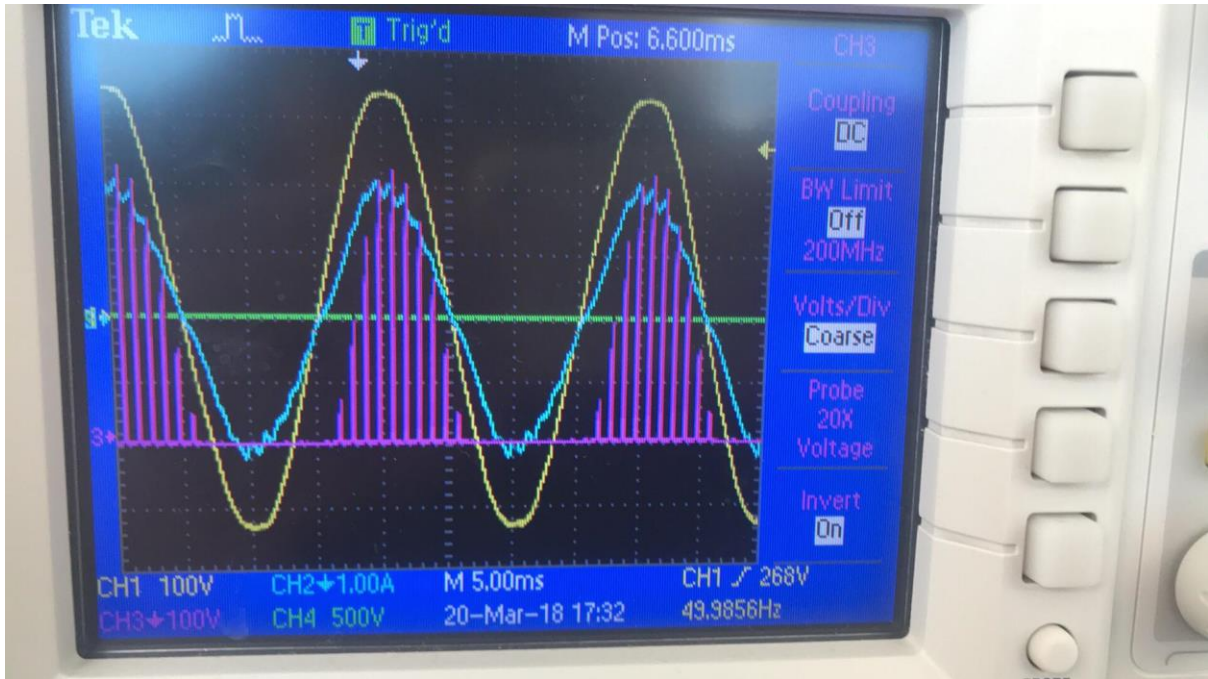 Tek
T Trig'd
M Pos: 6.600ms
CH3
Coupling
DC
BW Limit
Off
200MHz
Volts/Div
Coarse
Probe
20X
Voltage
Invert
On
3
CH1 100V
CH2 1.00A
M 5.00ms
CH1 268V
CH3 100V
CH4 500V
20-Mar-18 17:32
49.9856Hz